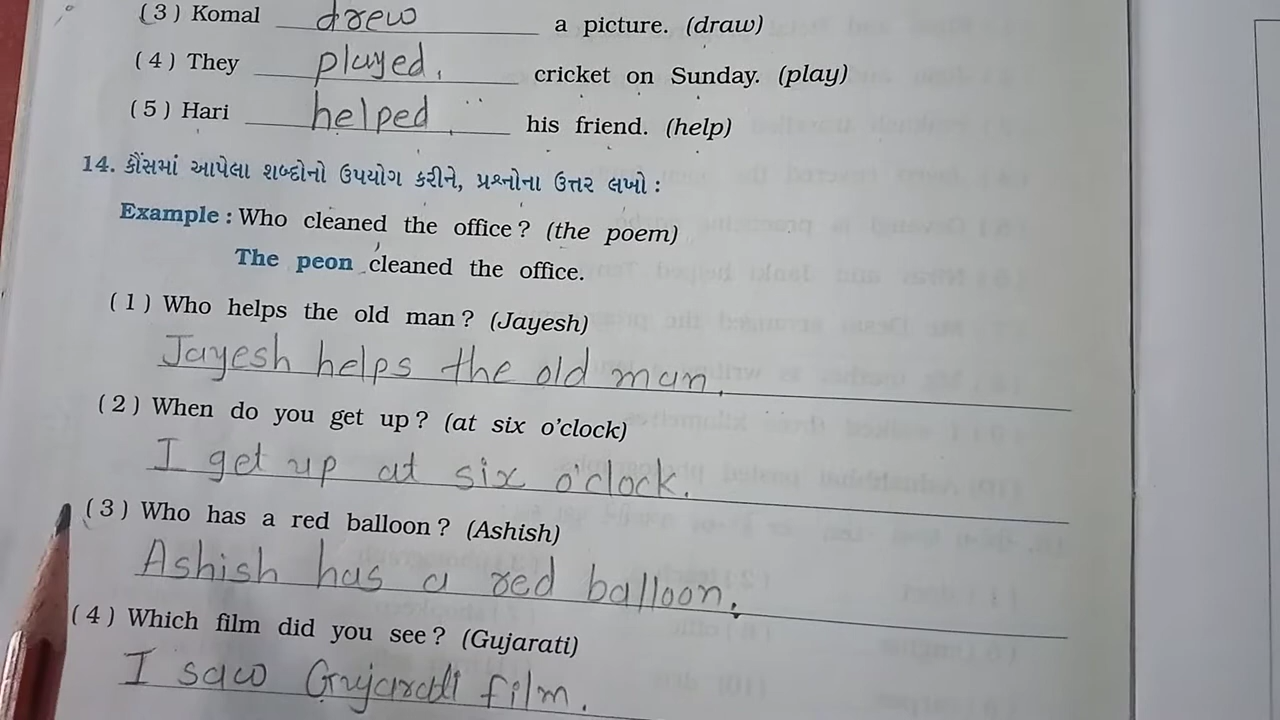 (3) Komal drew a picture. (draw)
(4) They played. cricket on Sunday. (play)
(5) Hari helped. his friend. (help)
14. કૌંસમાં આપેલા શબ્દોનો ઉપયોગ કરીને, પ્રશ્નોના ઉત્તર લખો :
Example : Who cleaned the office? (the poem)
The peon cleaned the office.
(1) Who helps the old man? (Jayesh)
Jayesh helps the old man.
(2) When do you get up? (at six o'clock)
I get up at six o'clock.
(3) Who has a red balloon? (Ashish)
Ashish has a red balloon.
(4) Which film did you see? (Gujarati)
I saw Gujarati film.